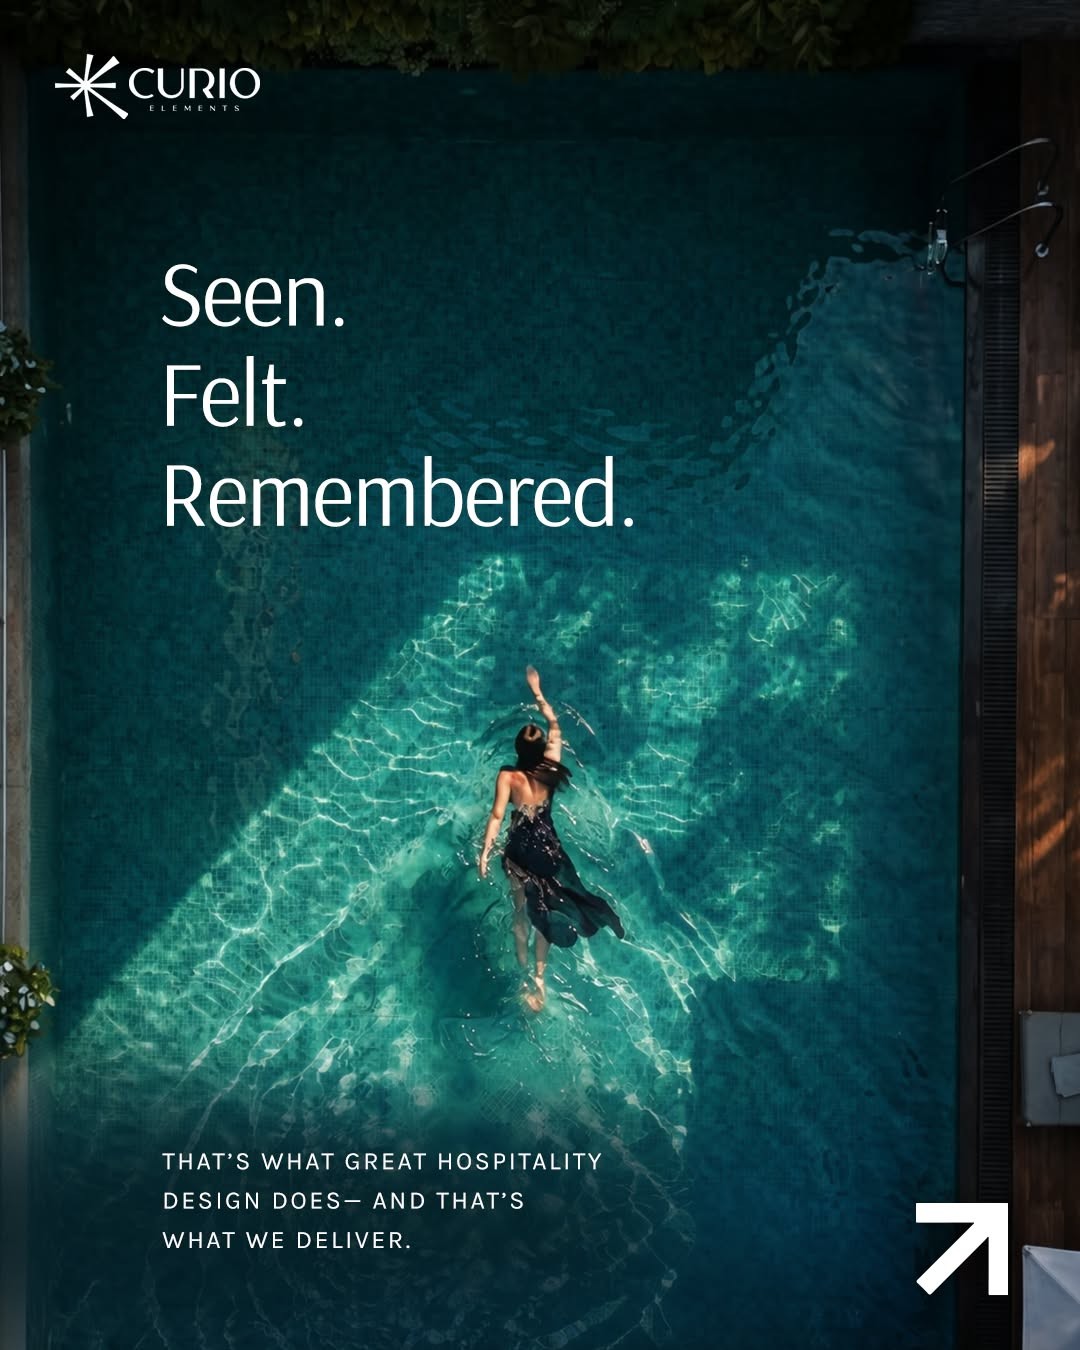 CURIO
ELEMENTS
Seen.
Felt.
Remembered.
THAT’S WHAT GREAT HOSPITALITY
DESIGN DOES— AND THAT’S
WHAT WE DELIVER.